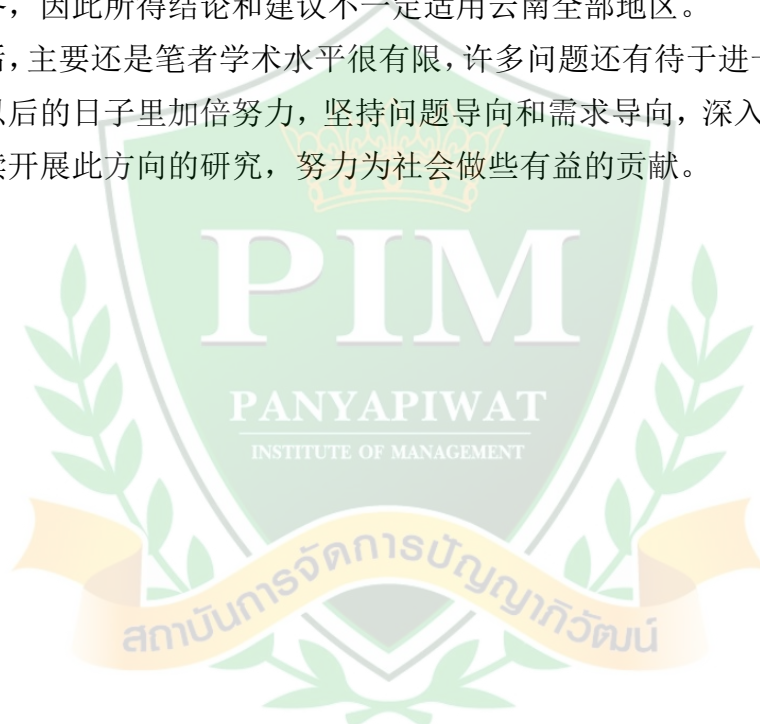 ，因此所得结论和建议不一定适用云南全部地区。
，主要还是笔者学术水平很有限，许多问题还有待于进一
后的日子里加倍努力，坚持问题导向和需求导向，深入
开展此方向的研究，努力为社会做些有益的贡献。
PIM
PANYAPIWAT
INSTITUTE OF MANAGEMENT
สถาบันการจัดการปัญญาภิวัฒน์